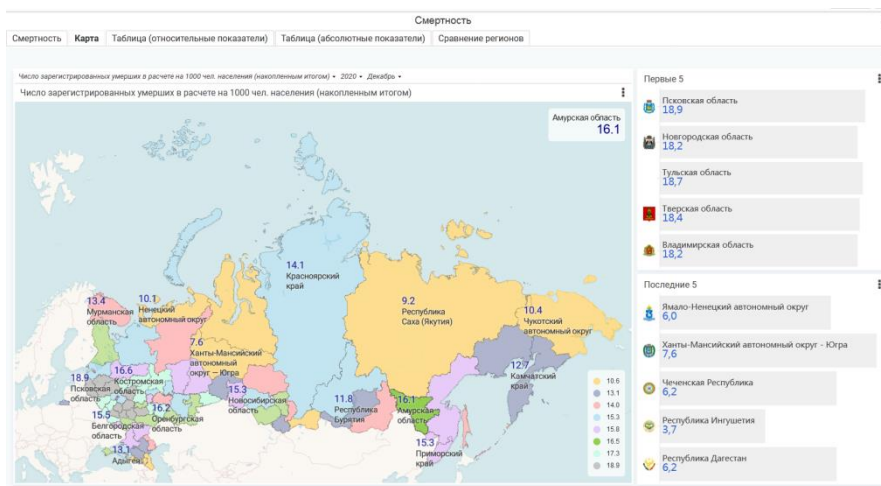 Смертность
Смертность Карта Таблица (относительные показатели) Таблица (абсолютные показатели) Сравнение регионов
Число зарегистрированных умерших в расчете на 1000 чел. населения (накопленным итогом) 2020 Декабрь
Число зарегистрированных умерших в расчете на 1000 чел. населения (накопленным итогом)
Амурская область
16.1
14.1
Красноярский
край
13.4
Мурманская
область
10.1
Ненецкий
автономный округ
9.2
Республика
Саха (Якутия)
10.4
Чукотский
автономный округ
7.6
Ханты-Мансийский
автономный
округ — Югра
12.7
Камчатский
край
18.9
Псковская
область
16.6
Костромская
область
15.3
Новосибирская
область
11.8
Республика
Бурятия
16.1
Амурская
область
15.5
Белгородская
область
16.2
Оренбургская
область
15.3
Приморский
край
13.1
Адыгея
10.6
13.1
14.0
15.3
15.8
16.5
17.3
18.9
Первые 5
Псковская область
18,9
Новгородская область
18,2
Тульская область
18,7
Тверская область
18,4
Владимирская область
18,2
Последние 5
Ямало-Ненецкий автономный округ
6,0
Ханты-Мансийский автономный округ - Югра
7,6
Чеченская Республика
6,2
Республика Ингушетия
3,7
Республика Дагестан
6,2